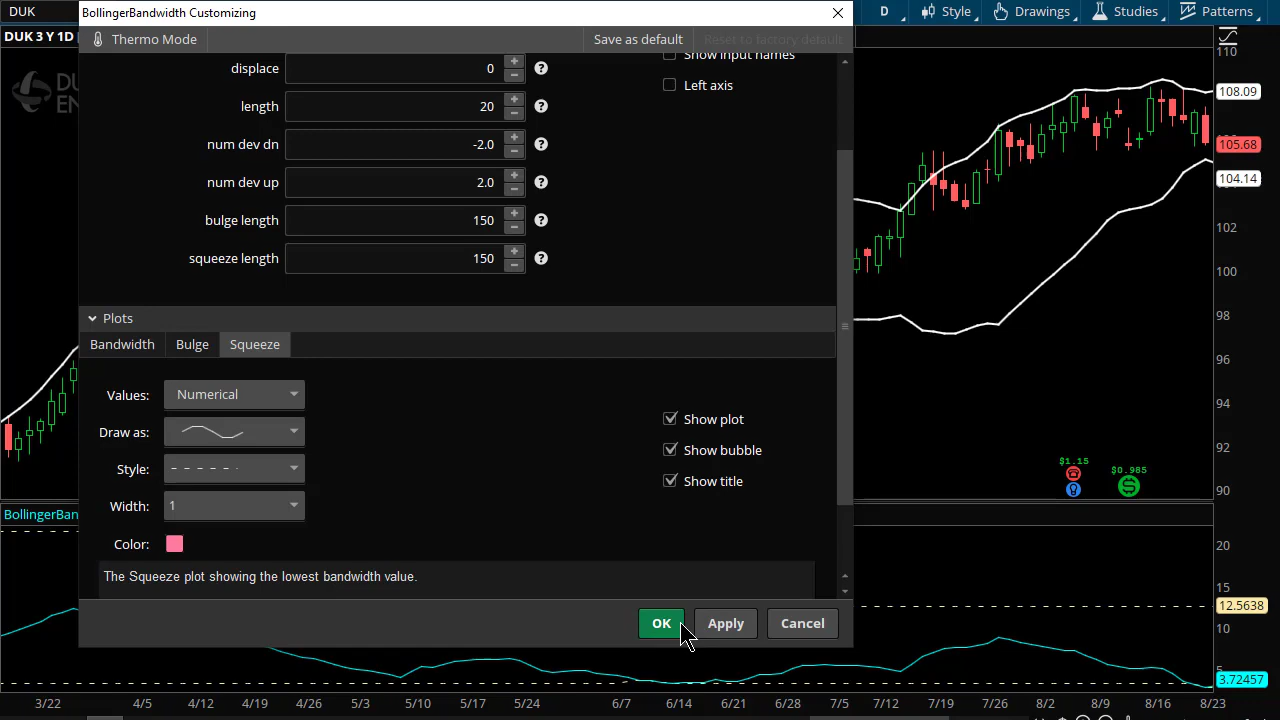 DUK
BollingerBandwidth Customizing
D
Style
Drawings
Studies
Patterns
DUK 3 Y 1D
Thermo Mode
Save as default
Reset to factory default
Show input names
displace
0
?
Left axis
length
20
?
num dev dn
-2.0
?
num dev up
2.0
?
bulge length
150
?
squeeze length
150
?
Plots
Bandwidth
Bulge
Squeeze
Values:
Numerical
Draw as:
Style:
Width:
1
Color:
Show plot
Show bubble
Show title
The Squeeze plot showing the lowest bandwidth value.
OK
Apply
Cancel
110
108.09
105.68
104.14
102
100
98
96
94
92
90
$1.15
$0.985
BollingerBan
20
15
12.5638
10
5
3.72457
3/22
4/5
4/12
4/19
4/26
5/3
5/10
5/17
5/24
6/7
6/14
6/21
6/28
7/5
7/12
7/19
7/26
8/2
8/9
8/16
8/23